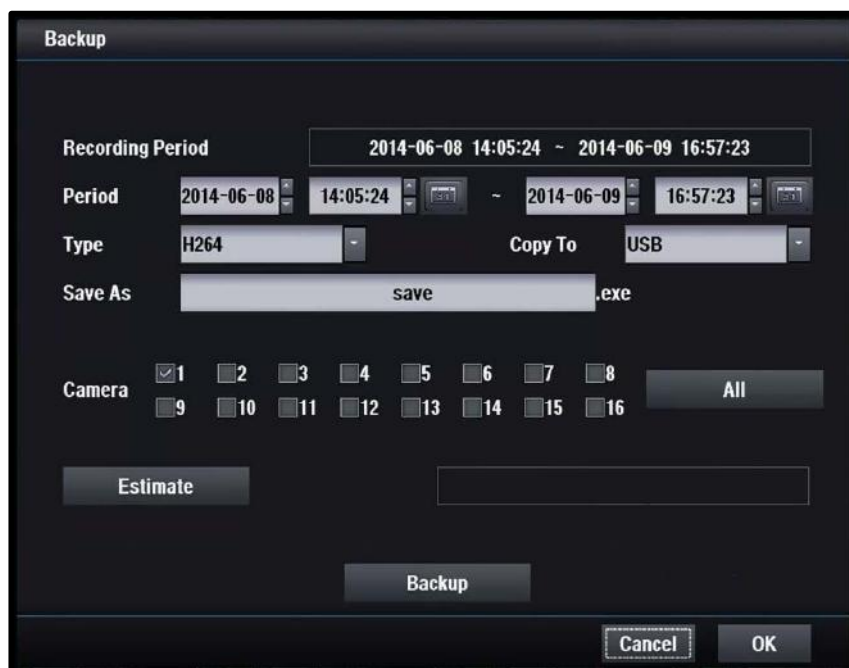 Backup
Recording Period 2014-06-08 14:05:24 ~ 2014-06-09 16:57:23
Period 2014-06-08 14:05:24 ~ 2014-06-09 16:57:23
Type H264 Copy To USB
Save As save .exe
1 2 3 4 5 6 7 8
Camera All
9 10 11 12 13 14 15 16
Estimate
Backup
Cancel OK